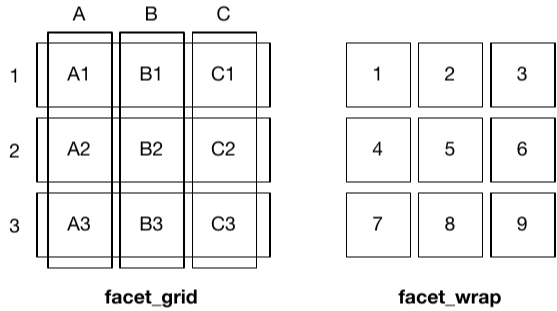 A B C
1 A1 B1 C1 1 2 3
2 A2 B2 C2 4 5 6
3 A3 B3 C3 7 8 9
facet_grid facet_wrap